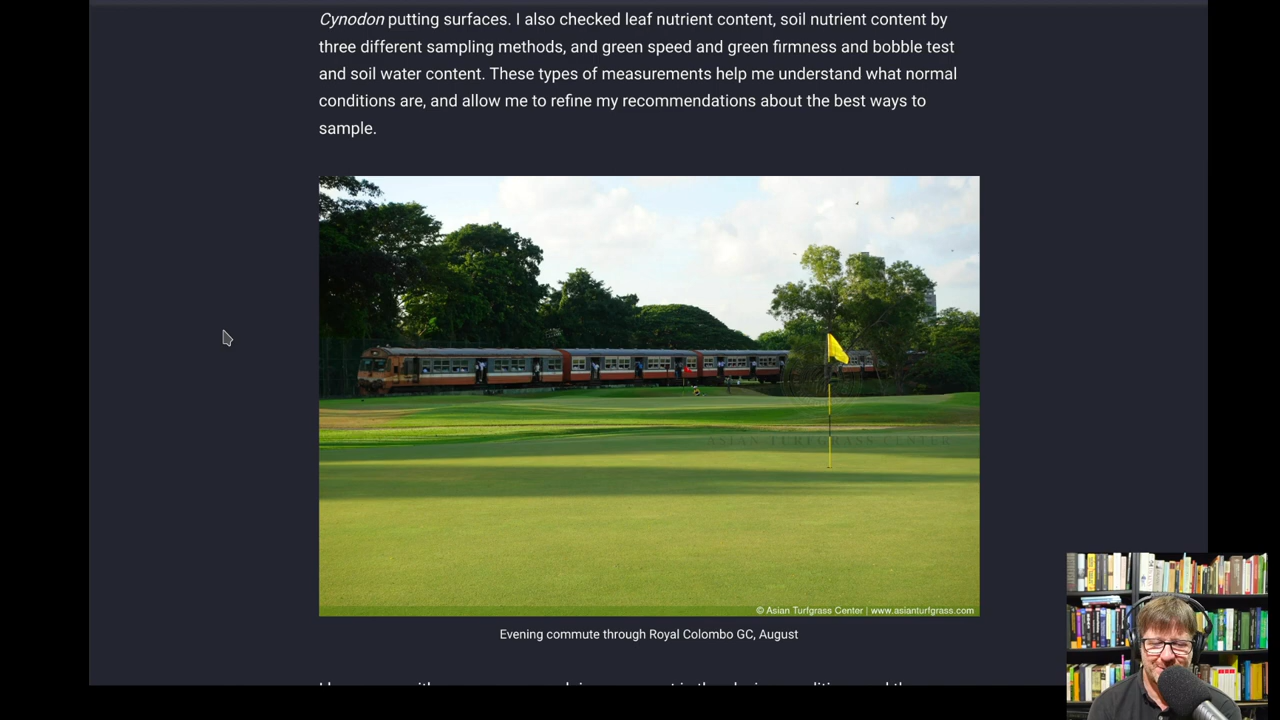 Cynodon putting surfaces. I also checked leaf nutrient content, soil nutrient content by
three different sampling methods, and green speed and green firmness and bobble test
and soil water content. These types of measurements help me understand what normal
conditions are, and allow me to refine my recommendations about the best ways to
sample.
ASIAN TURFGRASS CENTER
© Asian Turfgrass Center | www.asianturfgrass.com
Evening commute through Royal Colombo GC, August